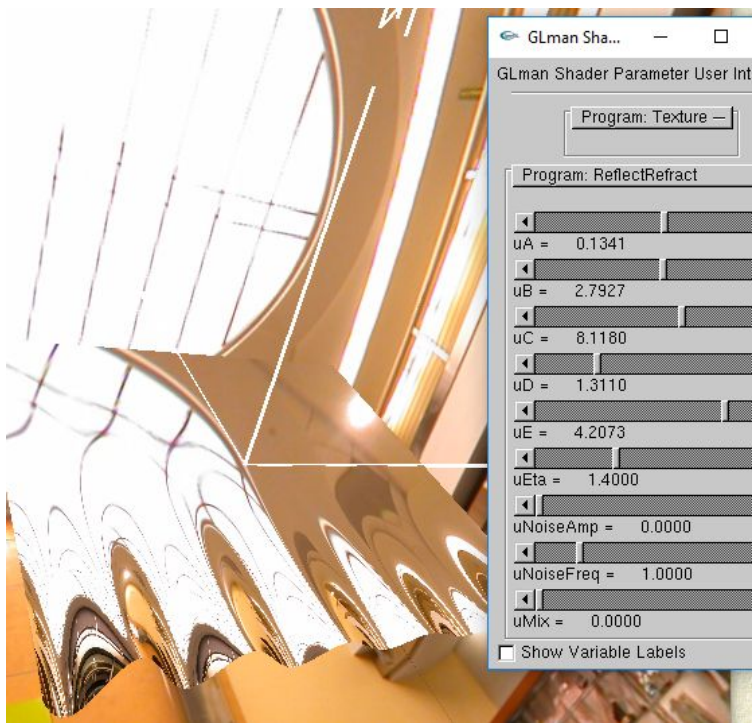 GLman Sha...
GLman Shader Parameter User Int
Program: Texture
Program: ReflectRefract
uA = 0.1341
uB = 2.7927
uC = 8.1180
uD = 1.3110
uE = 4.2073
uEta = 1.4000
uNoiseAmp = 0.0000
uNoiseFreq = 1.0000
uMix = 0.0000
Show Variable Labels